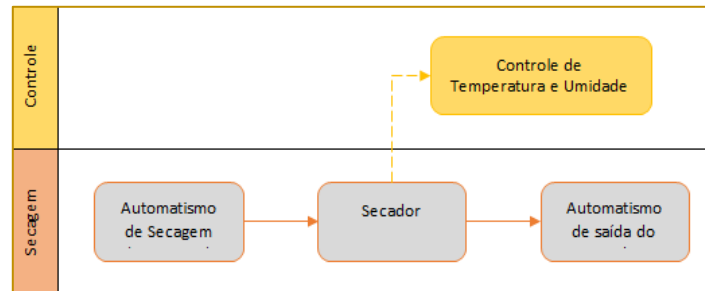 Controle
Controle de
Temperatura e Umidade
Secagem
Automatismo
de Secagem
Secador
Automatismo
de saída do